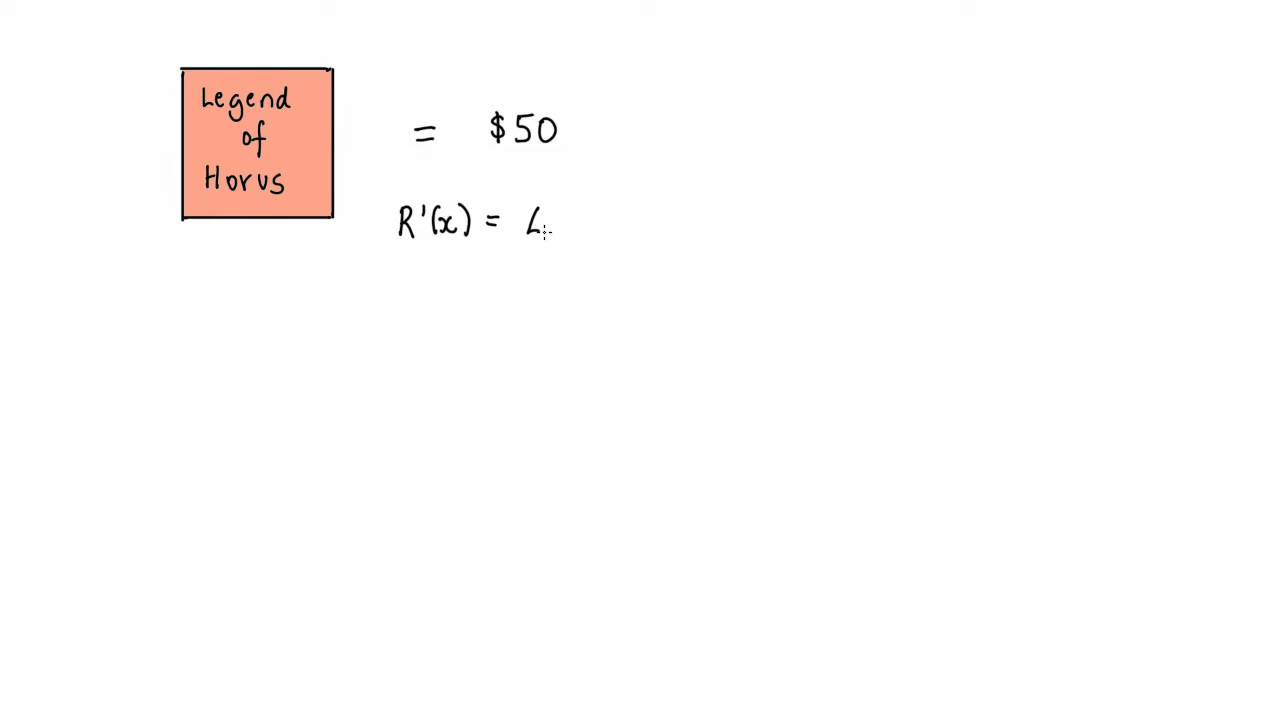 Legend
of
Horus
= $50
R'(x) =